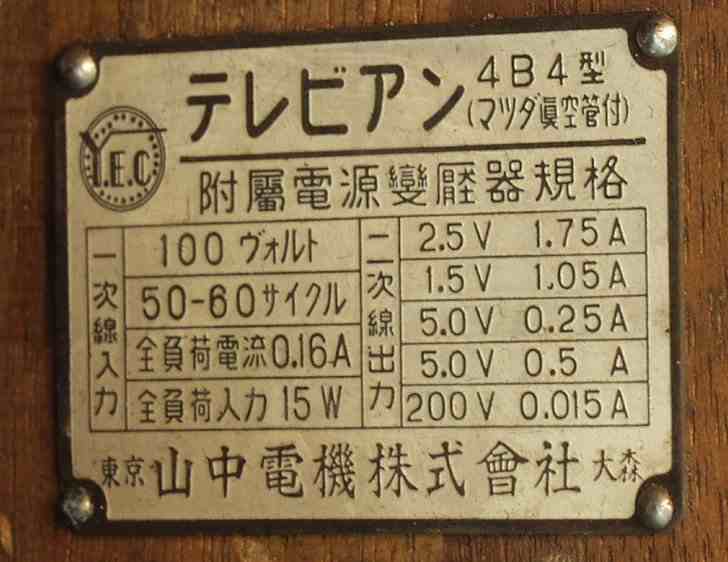 テレビアン 4B4型
(マツダ眞空管付)
Y.E.C
附屬電源變壓器規格
一次線入力
100 ヴォルト
50-60サイクル
全負荷電流0.16A
全負荷入力 15W
二次線出力
2.5V 1.75A
1.5V 1.05A
5.0V 0.25A
5.0V 0.5 A
200V 0.015A
東京 山中電機株式會社 大森